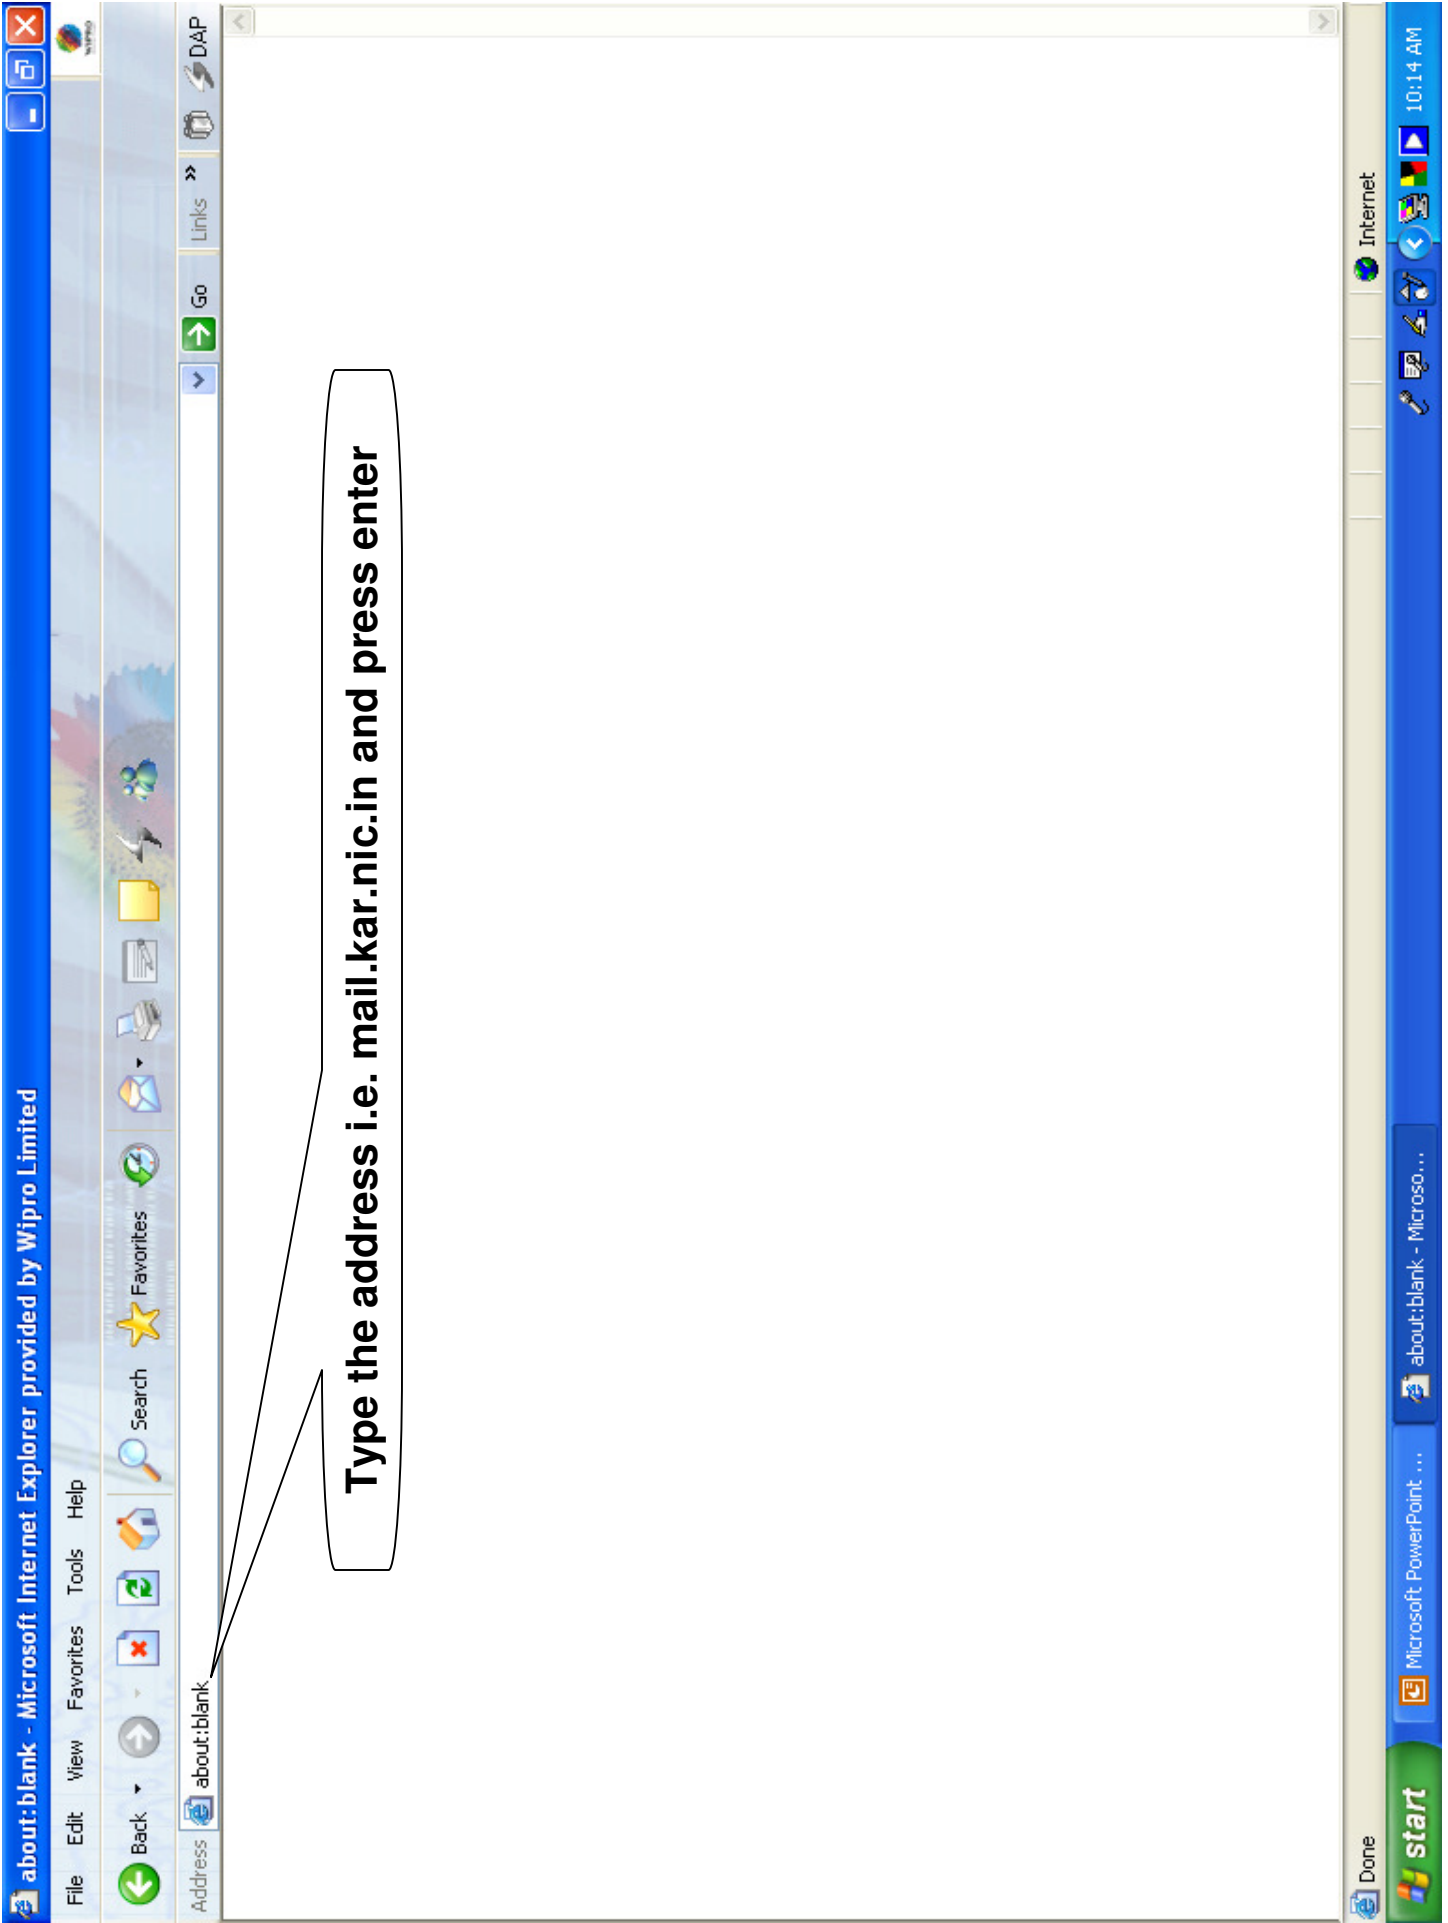 about:blank - Microsoft Internet Explorer provided by Wipro Limited
File Edit View Favorites Tools Help
WIPRO
Back Search Favorites
Address about:blank Go Links » DAP
Type the address i.e. mail.kar.nic.in and press enter
Done Internet
start Microsoft PowerPoint ... about:blank - Microso... 10:14 AM